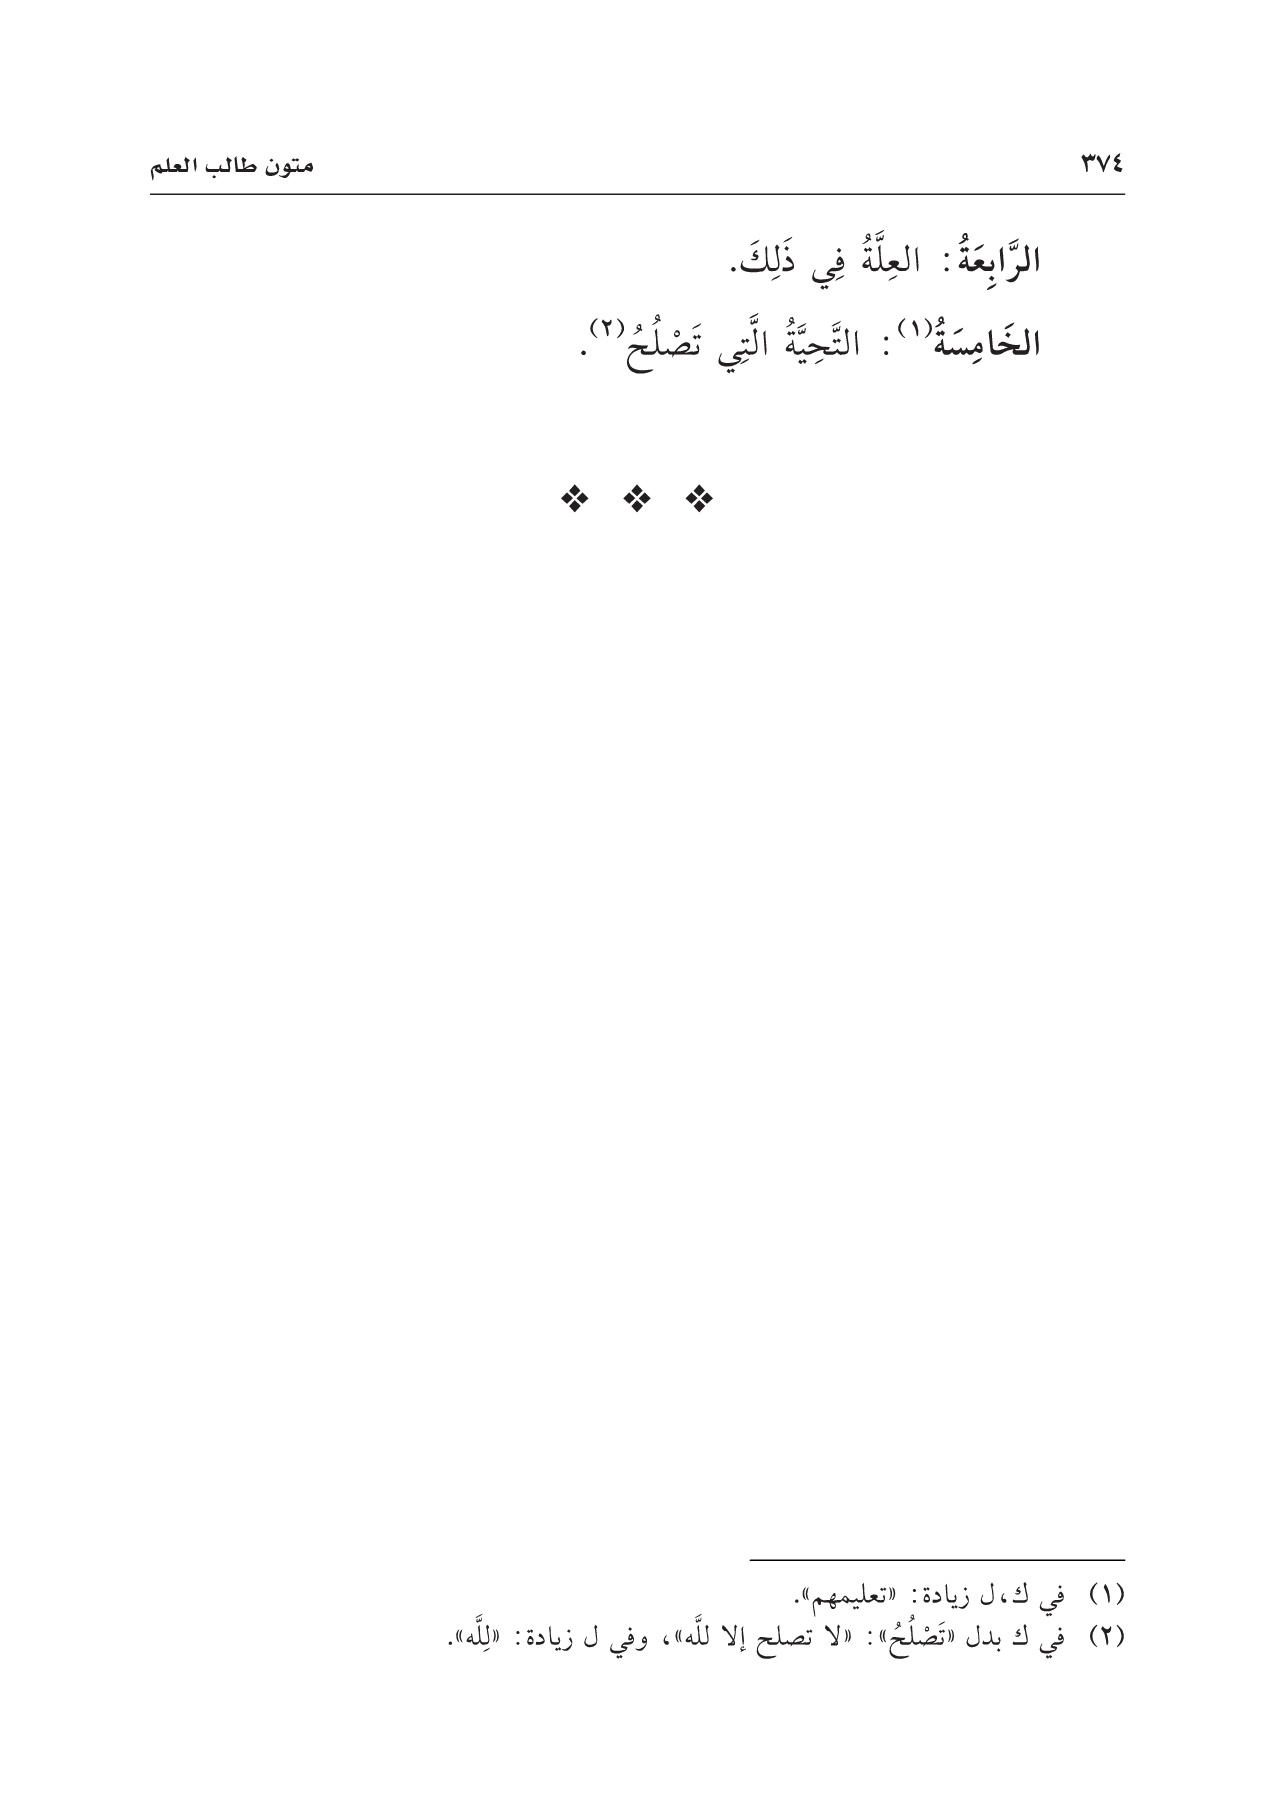 ٣٧٤ متون طالب العلم
الرَّابِعَةُ: العِلَّةُ فِي ذَلِكَ.
الخَامِسَةُ(١): التَّحِيَّةُ الَّتِي تَصْلُحُ(٢).
(١) في ك، ل زيادة: «تعليمهم».
(٢) في ك بدل «تَصْلُحُ»: «لا تصلح إلا للَّه»، وفي ل زيادة: «لِلَّه».